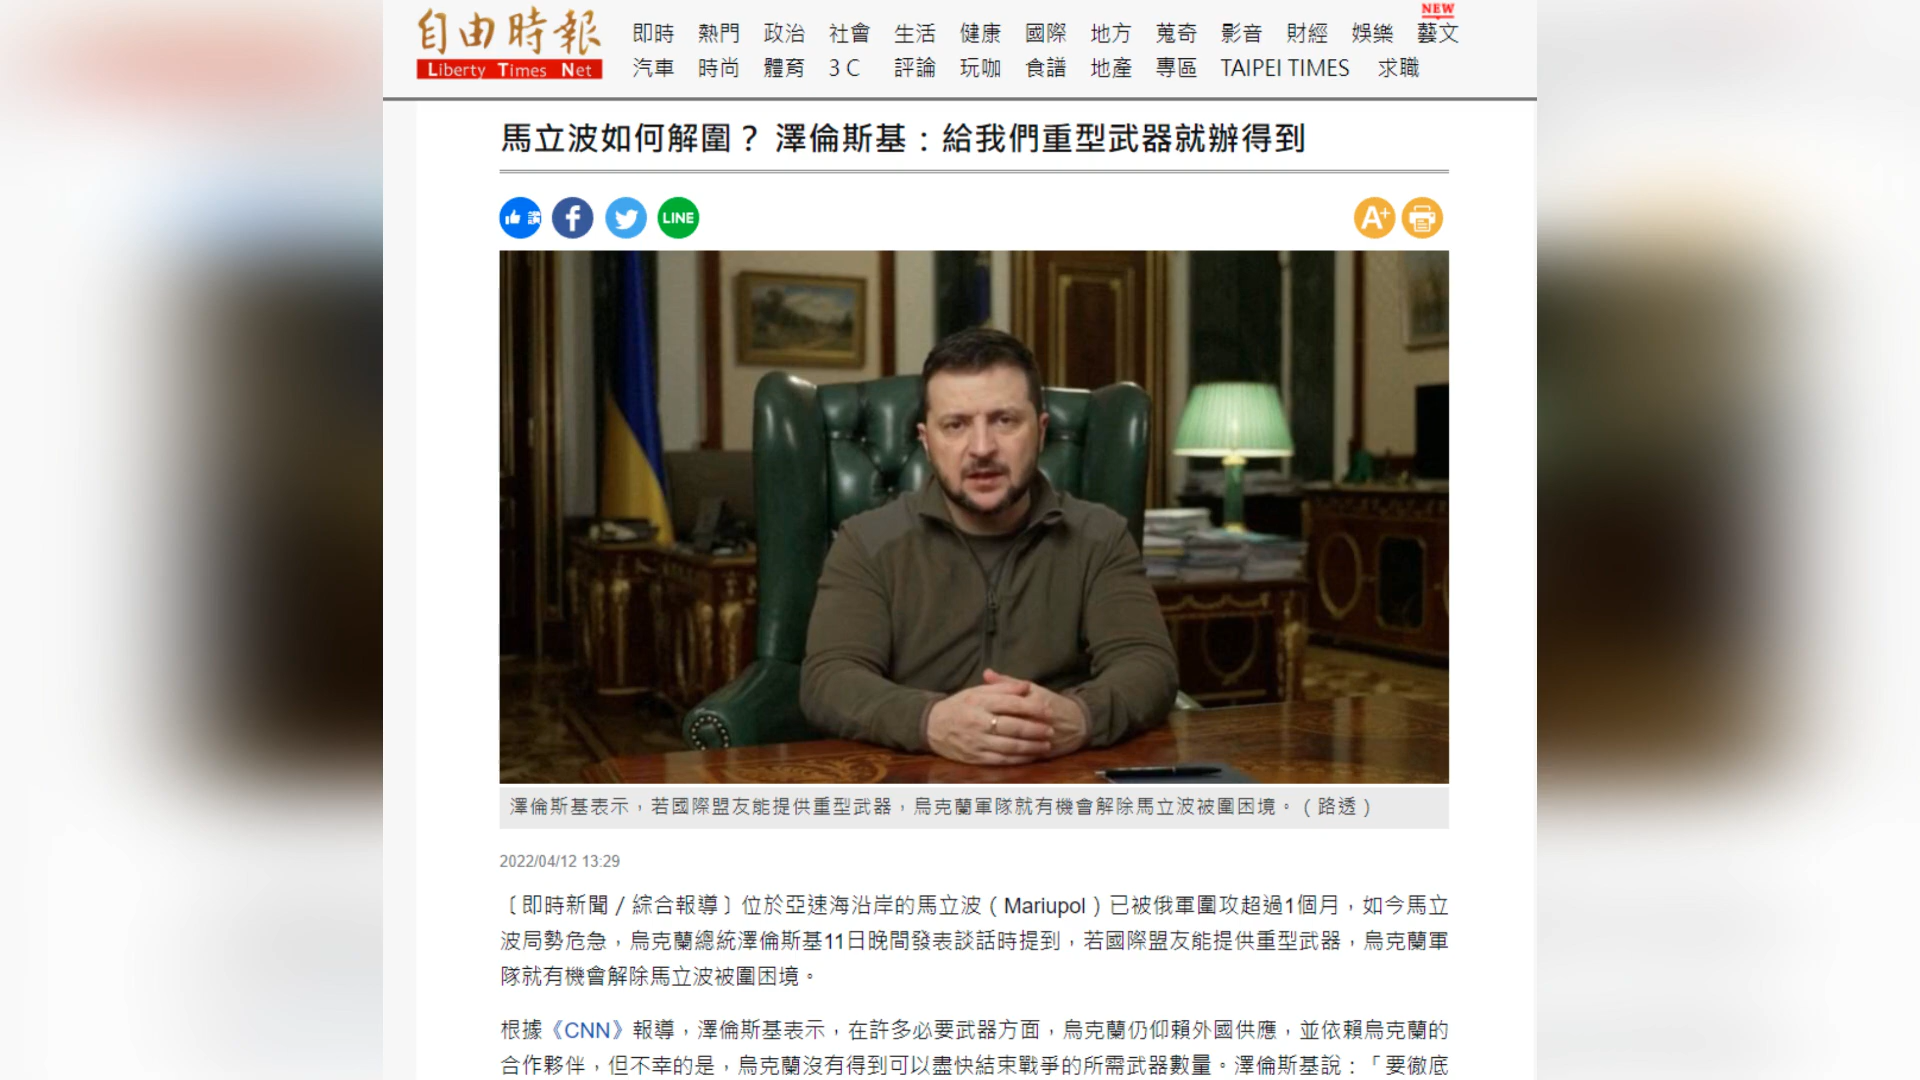 自由時報
Liberty Times Net
即時 熱門 政治 社會 生活 健康 國際 地方 蒐奇 影音 財經 娛樂 NEW 藝文
汽車 時尚 體育 3 C 評論 玩咖 食譜 地產 專區 TAIPEI TIMES 求職
馬立波如何解圍？ 澤倫斯基：給我們重型武器就辦得到
讚 LINE A+
澤倫斯基表示，若國際盟友能提供重型武器，烏克蘭軍隊就有機會解除馬立波被圍困境。（路透）
2022/04/12 13:29
〔即時新聞／綜合報導〕位於亞速海沿岸的馬立波（Mariupol）已被俄軍圍攻超過1個月，如今馬立
波局勢危急，烏克蘭總統澤倫斯基11日晚間發表談話時提到，若國際盟友能提供重型武器，烏克蘭軍
隊就有機會解除馬立波被圍困境。
根據《CNN》報導，澤倫斯基表示，在許多必要武器方面，烏克蘭仍仰賴外國供應，並依賴烏克蘭的
合作夥伴，但不幸的是，烏克蘭沒有得到可以盡快結束戰爭的所需武器數量。澤倫斯基說：「要徹底